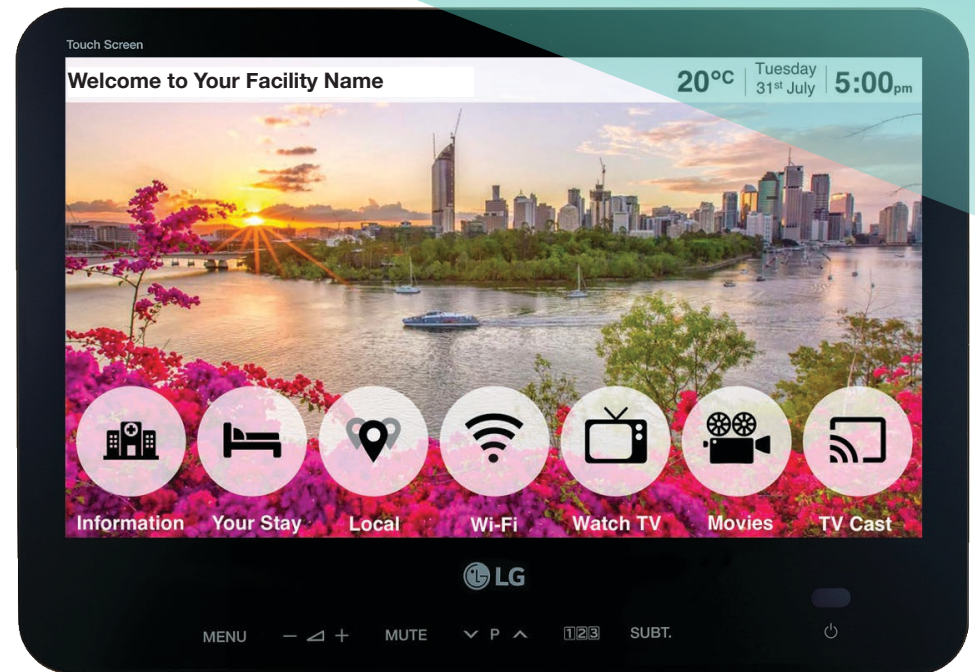 Touch Screen
Welcome to Your Facility Name
20°C
Tuesday
31st July
5:00pm
Information Your Stay Local Wi-Fi Watch TV Movies TV Cast
LG
MENU − + MUTE P 123 SUBT.